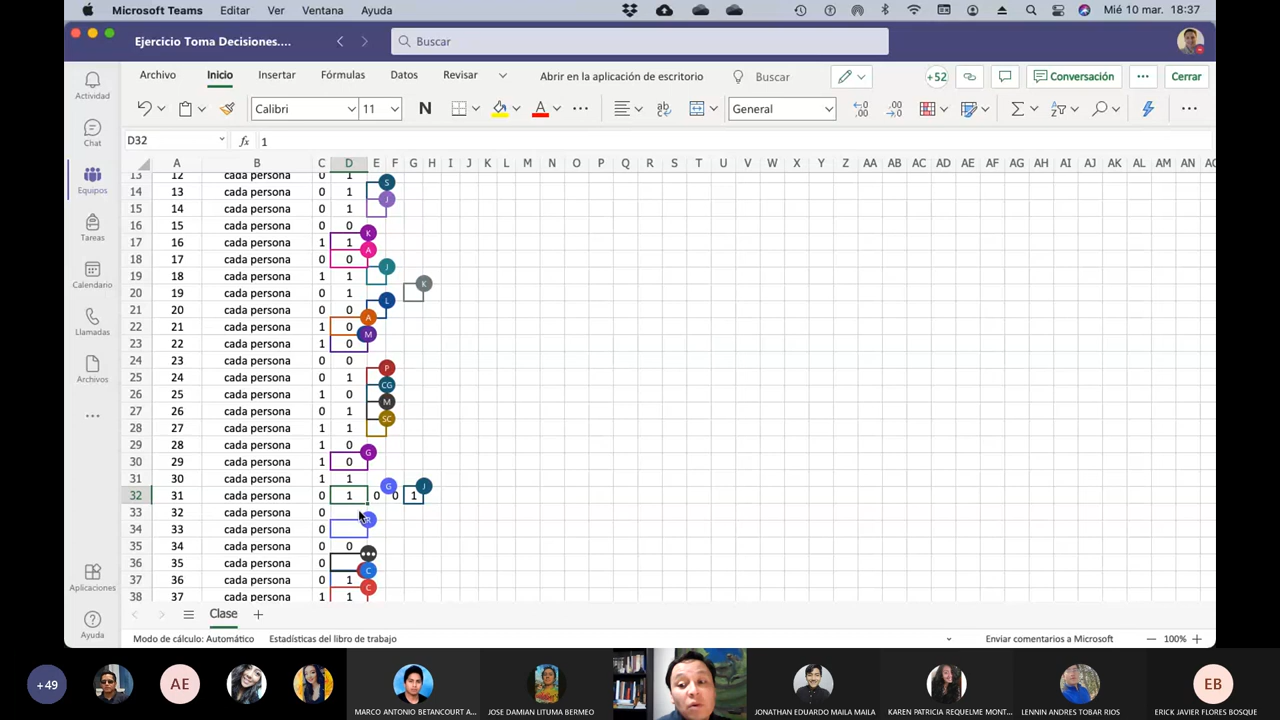 Microsoft Teams Editar Ver Ventana Ayuda Mié 10 mar. 18:37
Ejercicio Toma Decisiones.... Buscar
Archivo Inicio Insertar Fórmulas Datos Revisar Abrir en la aplicación de escritorio Buscar +52 Conversación Cerrar
Calibri 11 N A General
D32 fx 1
A B C D E F G H I J K L M N O P Q R S T U V W X Y Z AA AB AC AD AE AF AG AH AI AJ AK AL AM AN AO
Actividad
Chat
Equipos
Tareas
Calendario
Llamadas
Archivos
Aplicaciones
Ayuda
13 12 cada persona 0 1
14 13 cada persona 0 1 S
15 14 cada persona 0 1 J
16 15 cada persona 0 0
17 16 cada persona 1 1 K
18 17 cada persona 0 0 A
19 18 cada persona 1 1 J
20 19 cada persona 0 1 K
21 20 cada persona 0 0 L
22 21 cada persona 1 0 A
23 22 cada persona 1 0 M
24 23 cada persona 0 0
25 24 cada persona 0 1 P
26 25 cada persona 1 0 CG
27 26 cada persona 0 1 M
28 27 cada persona 1 1 SC
29 28 cada persona 1 0
30 29 cada persona 1 0 G
31 30 cada persona 1 1
32 31 cada persona 0 1 0 0 1 G J
33 32 cada persona 0
34 33 cada persona 0 R
35 34 cada persona 0 0
36 35 cada persona 0
37 36 cada persona 0 1 C
38 37 cada persona 1 1 C
Clase
Modo de cálculo: Automático Estadísticas del libro de trabajo Enviar comentarios a Microsoft 100%
+49 AE EB
MARCO ANTONIO BETANCOURT A... JOSE DAMIAN LITUMA BERMEO JONATHAN EDUARDO MAILA MAILA KAREN PATRICIA REQUELME MONT... LENNIN ANDRES TOBAR RIOS ERICK JAVIER FLORES BOSQUE